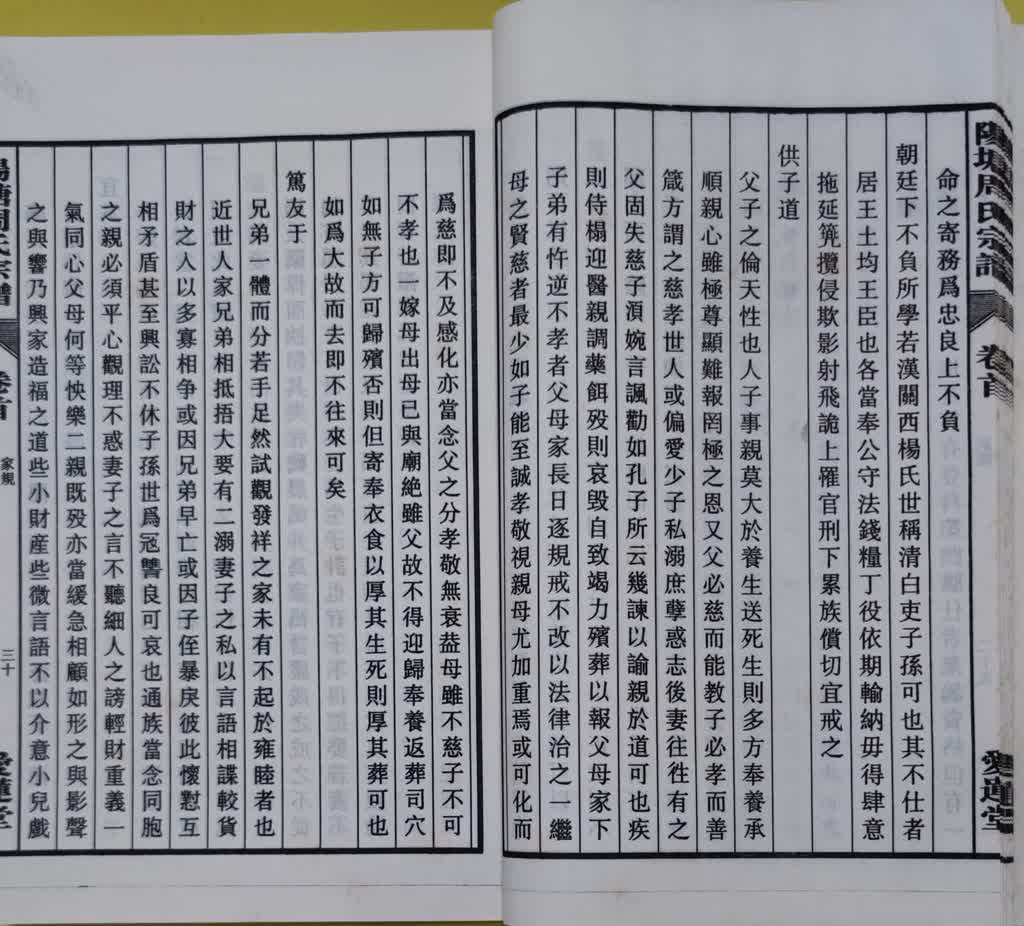 陽塘周氏宗譜
卷首
愛蓮堂
命之寄務爲忠良上不負
朝廷下不負所學若漢關西楊氏世稱清白吏子孫可也其不仕者
居王土均王臣也各當奉公守法錢糧丁役依期輸納毋得肆意
拖延箢攬侵欺影射飛詭上罹官刑下累族償切宜戒之
供子道
父子之倫天性也人子事親莫大於養生送死生則多方奉養承
順親心雖極尊顯難報罔極之恩又父必慈而能教子必孝而善
箴方謂之慈孝世人或偏愛少子私溺庶孽惑志後妻往徃有之
父固失慈子湏婉言諷勸如孔子所云幾諫以諭親於道可也疾
則侍榻迎醫親調藥餌殁則哀毁自致竭力殯葬以報父母家下
子弟有忤逆不孝者父母家長日逐規戒不改以法律治之一繼
母之賢慈者最少如子能至誠孝敬視親母尤加重焉或可化而
爲慈即不及感化亦當念父之分孝敬無衰葢母雖不慈子不可
不孝也一嫁母出母已與廟絶雖父故不得迎歸奉養返葬司穴
如無子方可歸殯否則但寄奉衣食以厚其生死則厚其葬可也
如爲大故而去即不往來可矣
篤友于
兄弟一體而分若手足然試觀發祥之家未有不起於雍睦者也
近世人家兄弟相抵捂大要有二溺妻子之私以言語相諜較貨
財之入以多寡相争或因兄弟早亡或因子侄暴戾彼此懷懟互
相矛盾甚至興訟不休子孫世爲冦讐良可哀也通族當念同胞
之親必須平心觀理不惑妻子之言不聽細人之謗輕財重義一
氣同心父母何等怏樂二親既殁亦當緩急相顧如形之與影聲
之與響乃興家造福之道些小財産些微言語不以介意小兒戲
陽塘周氏宗譜
卷首
家規
三十
愛蓮堂